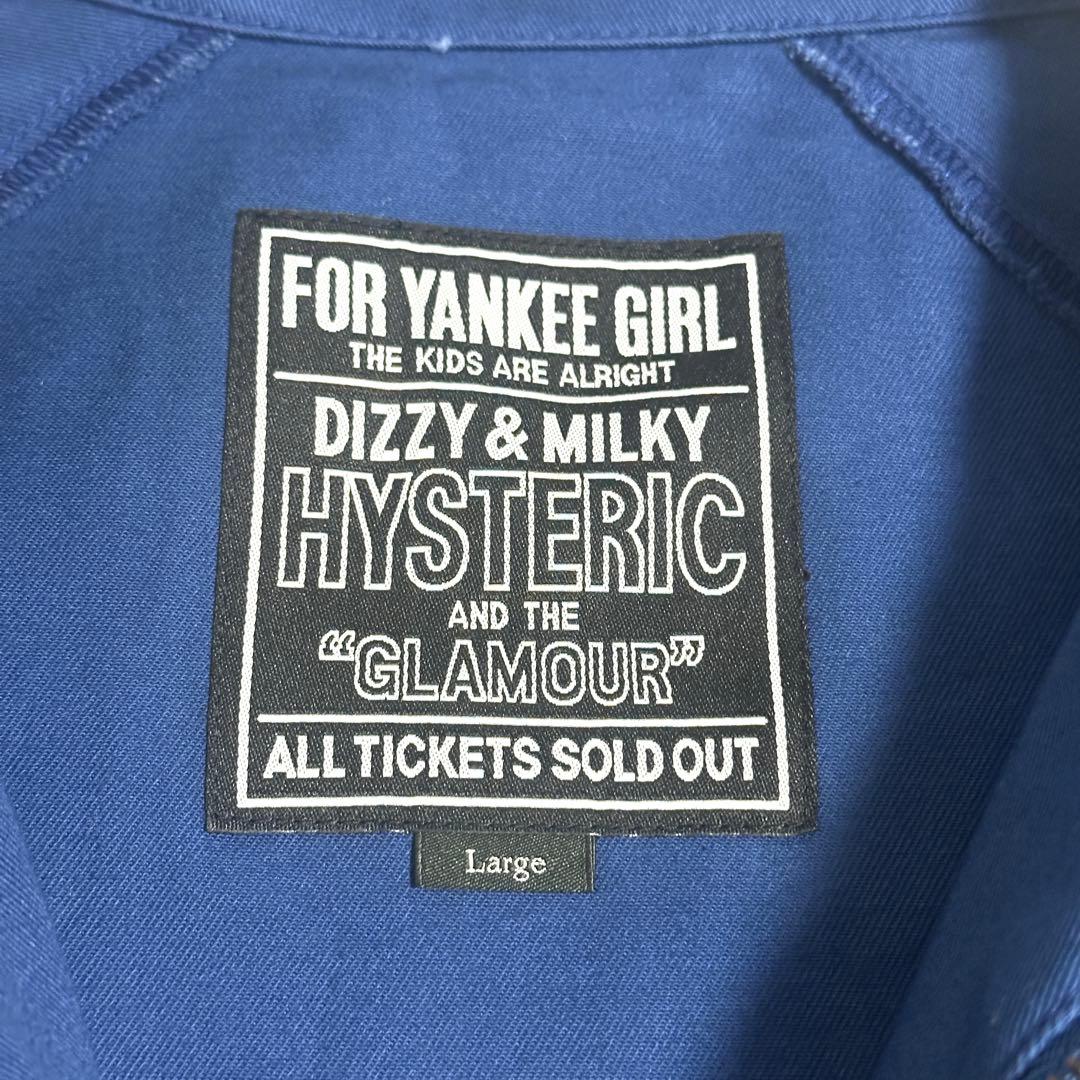 FOR YANKEE GIRL
THE KIDS ARE ALRIGHT
DIZZY & MILKY
HYSTERIC
AND THE
“GLAMOUR”
ALL TICKETS SOLD OUT
Large